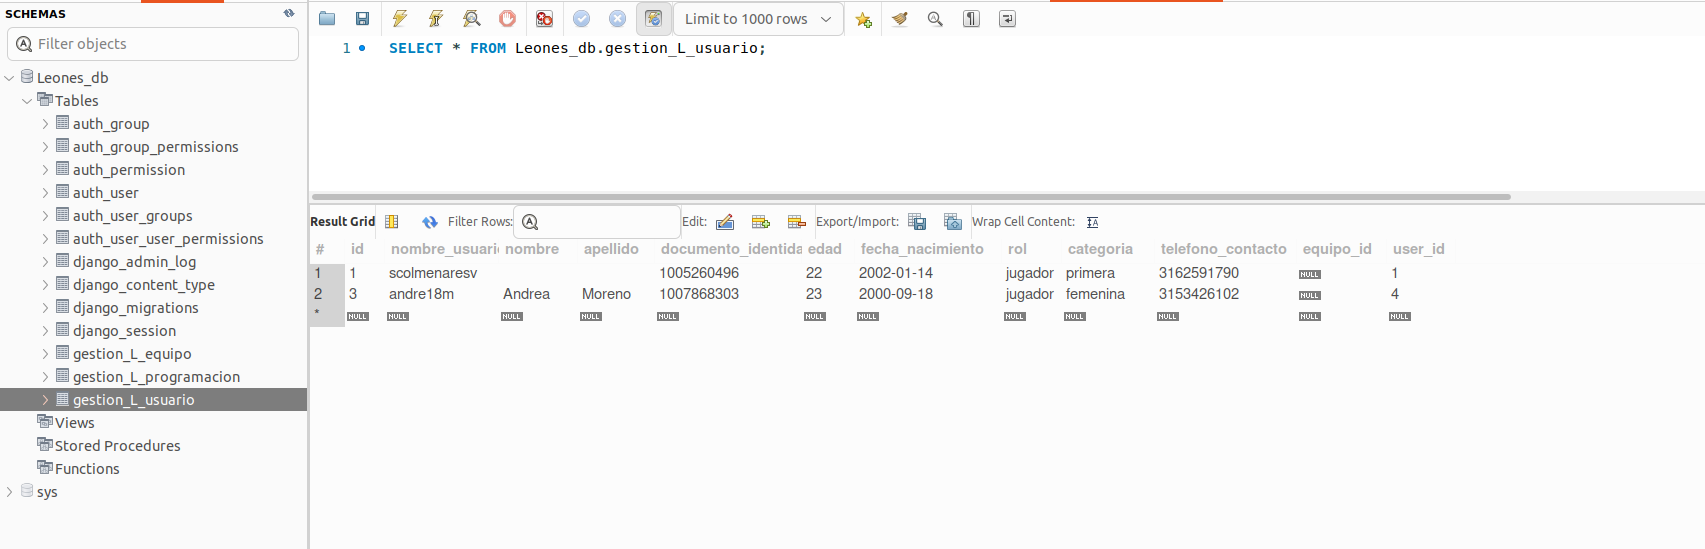 SCHEMAS
Filter objects
Leones_db
Tables
auth_group
auth_group_permissions
auth_permission
auth_user
auth_user_groups
auth_user_user_permissions
django_admin_log
django_content_type
django_migrations
django_session
gestion_L_equipo
gestion_L_programacion
gestion_L_usuario
Views
Stored Procedures
Functions
sys
Limit to 1000 rows
1 SELECT * FROM Leones_db.gestion_L_usuario;
Result Grid Filter Rows: Edit: Export/Import: Wrap Cell Content:
# id nombre_usuari nombre apellido documento_identida edad fecha_nacimiento rol categoria telefono_contacto equipo_id user_id
1 1 scolmenaresv 1005260496 22 2002-01-14 jugador primera 3162591790 NULL 1
2 3 andre18m Andrea Moreno 1007868303 23 2000-09-18 jugador femenina 3153426102 NULL 4
* NULL NULL NULL NULL NULL NULL NULL NULL NULL NULL NULL NULL